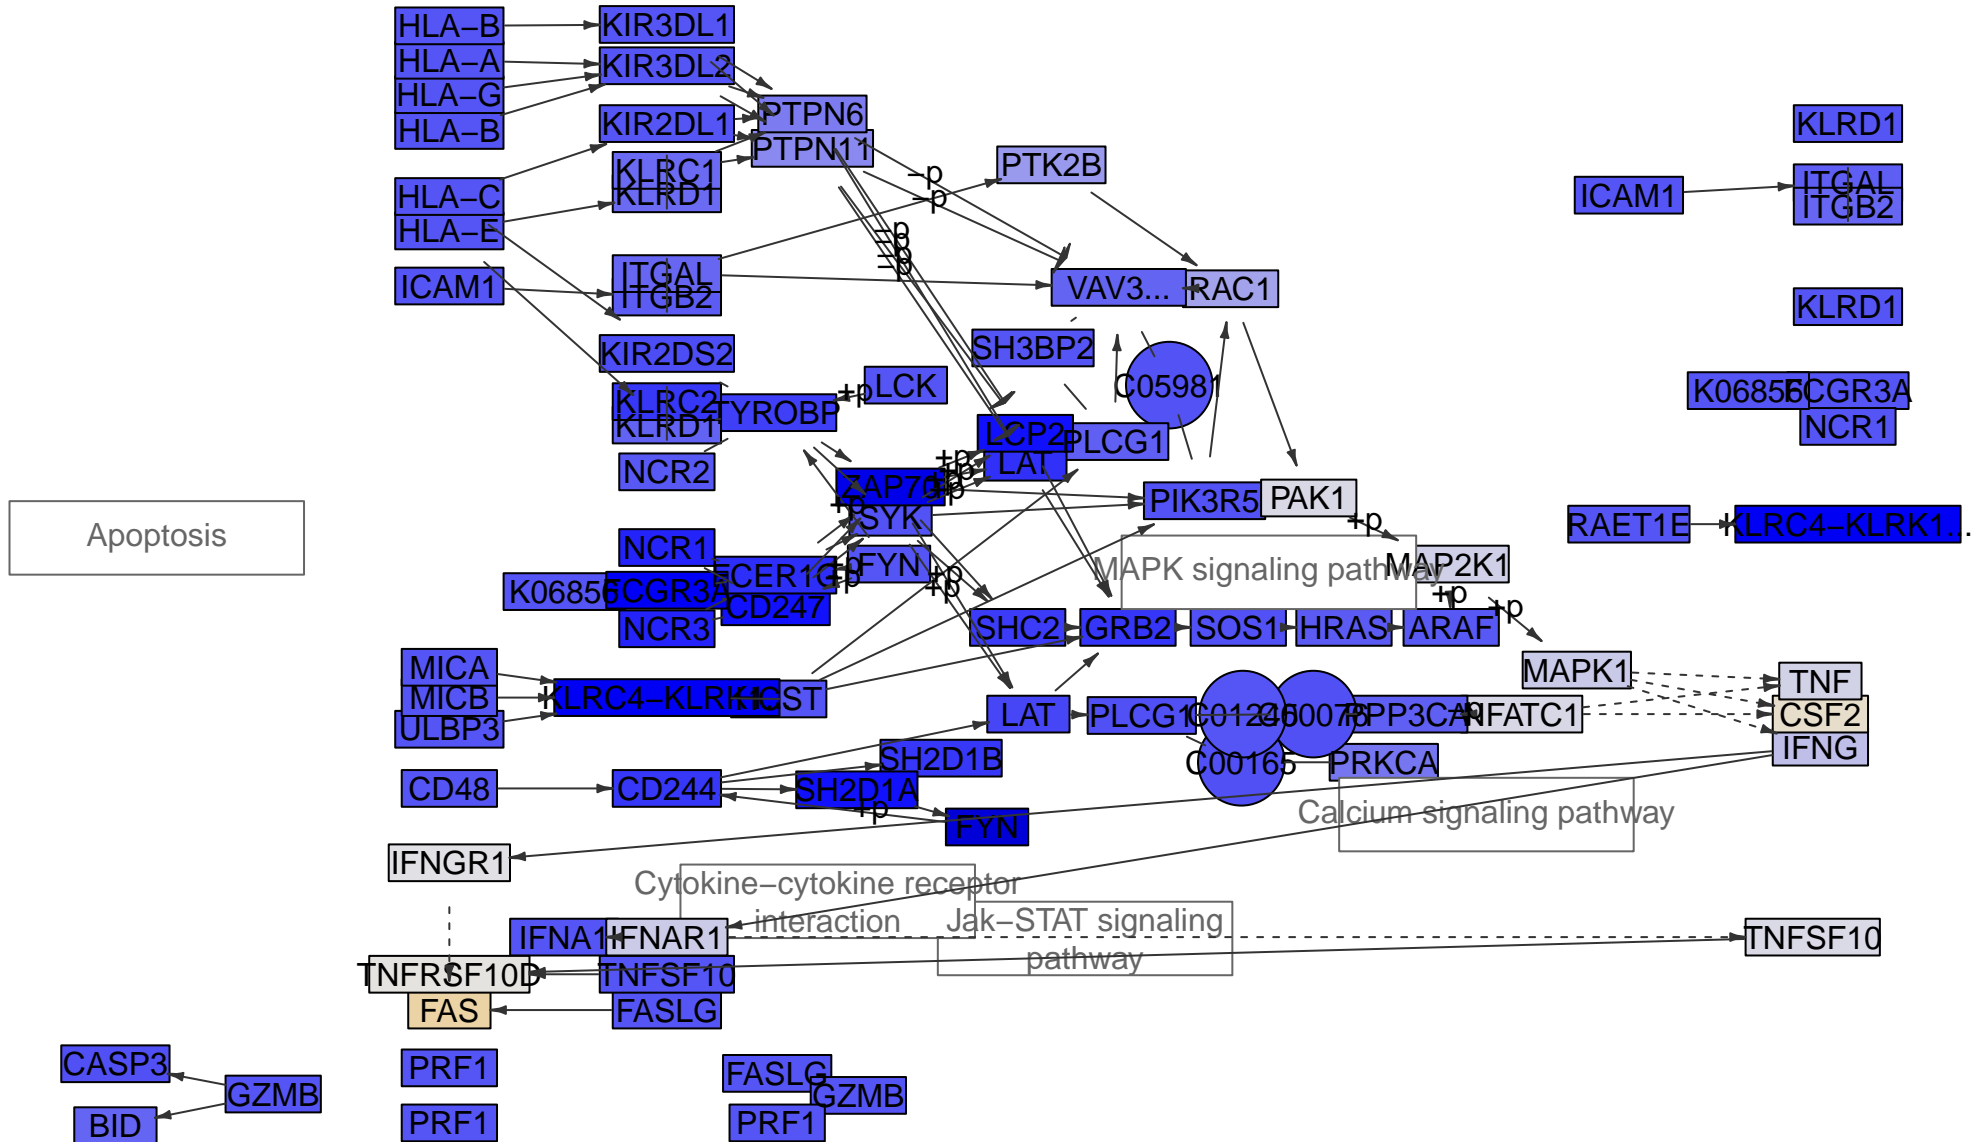 HLA−B
KIR3DL1
HLA−A
KIR3DL2
HLA−G
HLA−B
KIR2DL1
PTPN6
PTPN11
KLRC1
KLRD1
PTK2B
KLRD1
HLA−C
HLA−E
−p
−p
ICAM1
ITGAL
ITGB2
−p
−p
−p
−p
ICAM1
ITGAL
ITGB2
VAV3...
RAC1
KLRD1
KIR2DS2
SH3BP2
C05981
LCK
+p
KLRC2
KLRD1
TYROBP
K06856
FCGR3A
NCR1
LCP2
PLCG1
LAT
NCR2
+p
+p
+p
+p
ZAP70
SYK
+p
PIK3R5
PAK1
+p
RAET1E
KLRC4−KLRK1...
Apoptosis
NCR1
FCER1G
+p
+p
FYN
+p
+p
MAPK signaling pathway
MAP2K1
K06856
FCGR3A
CD247
NCR3
+p
+p
SHC2
GRB2
SOS1
HRAS
ARAF
MICA
MICB
ULBP3
KLRC4−KLRK1...
HCST
MAPK1
TNF
CSF2
IFNG
LAT
PLCG1
C01245
C00076
PPP3CA
−p
NFATC1
C00165
PRKCA
SH2D1B
CD48
CD244
SH2D1A
+p
FYN
Calcium signaling pathway
IFNGR1
Cytokine−cytokine receptor
interaction
Jak−STAT signaling
pathway
IFNA1
IFNAR1
TNFSF10
TNFRSF10D
TNFSF10
FAS
FASLG
CASP3
GZMB
BID
PRF1
PRF1
FASLG
GZMB
PRF1